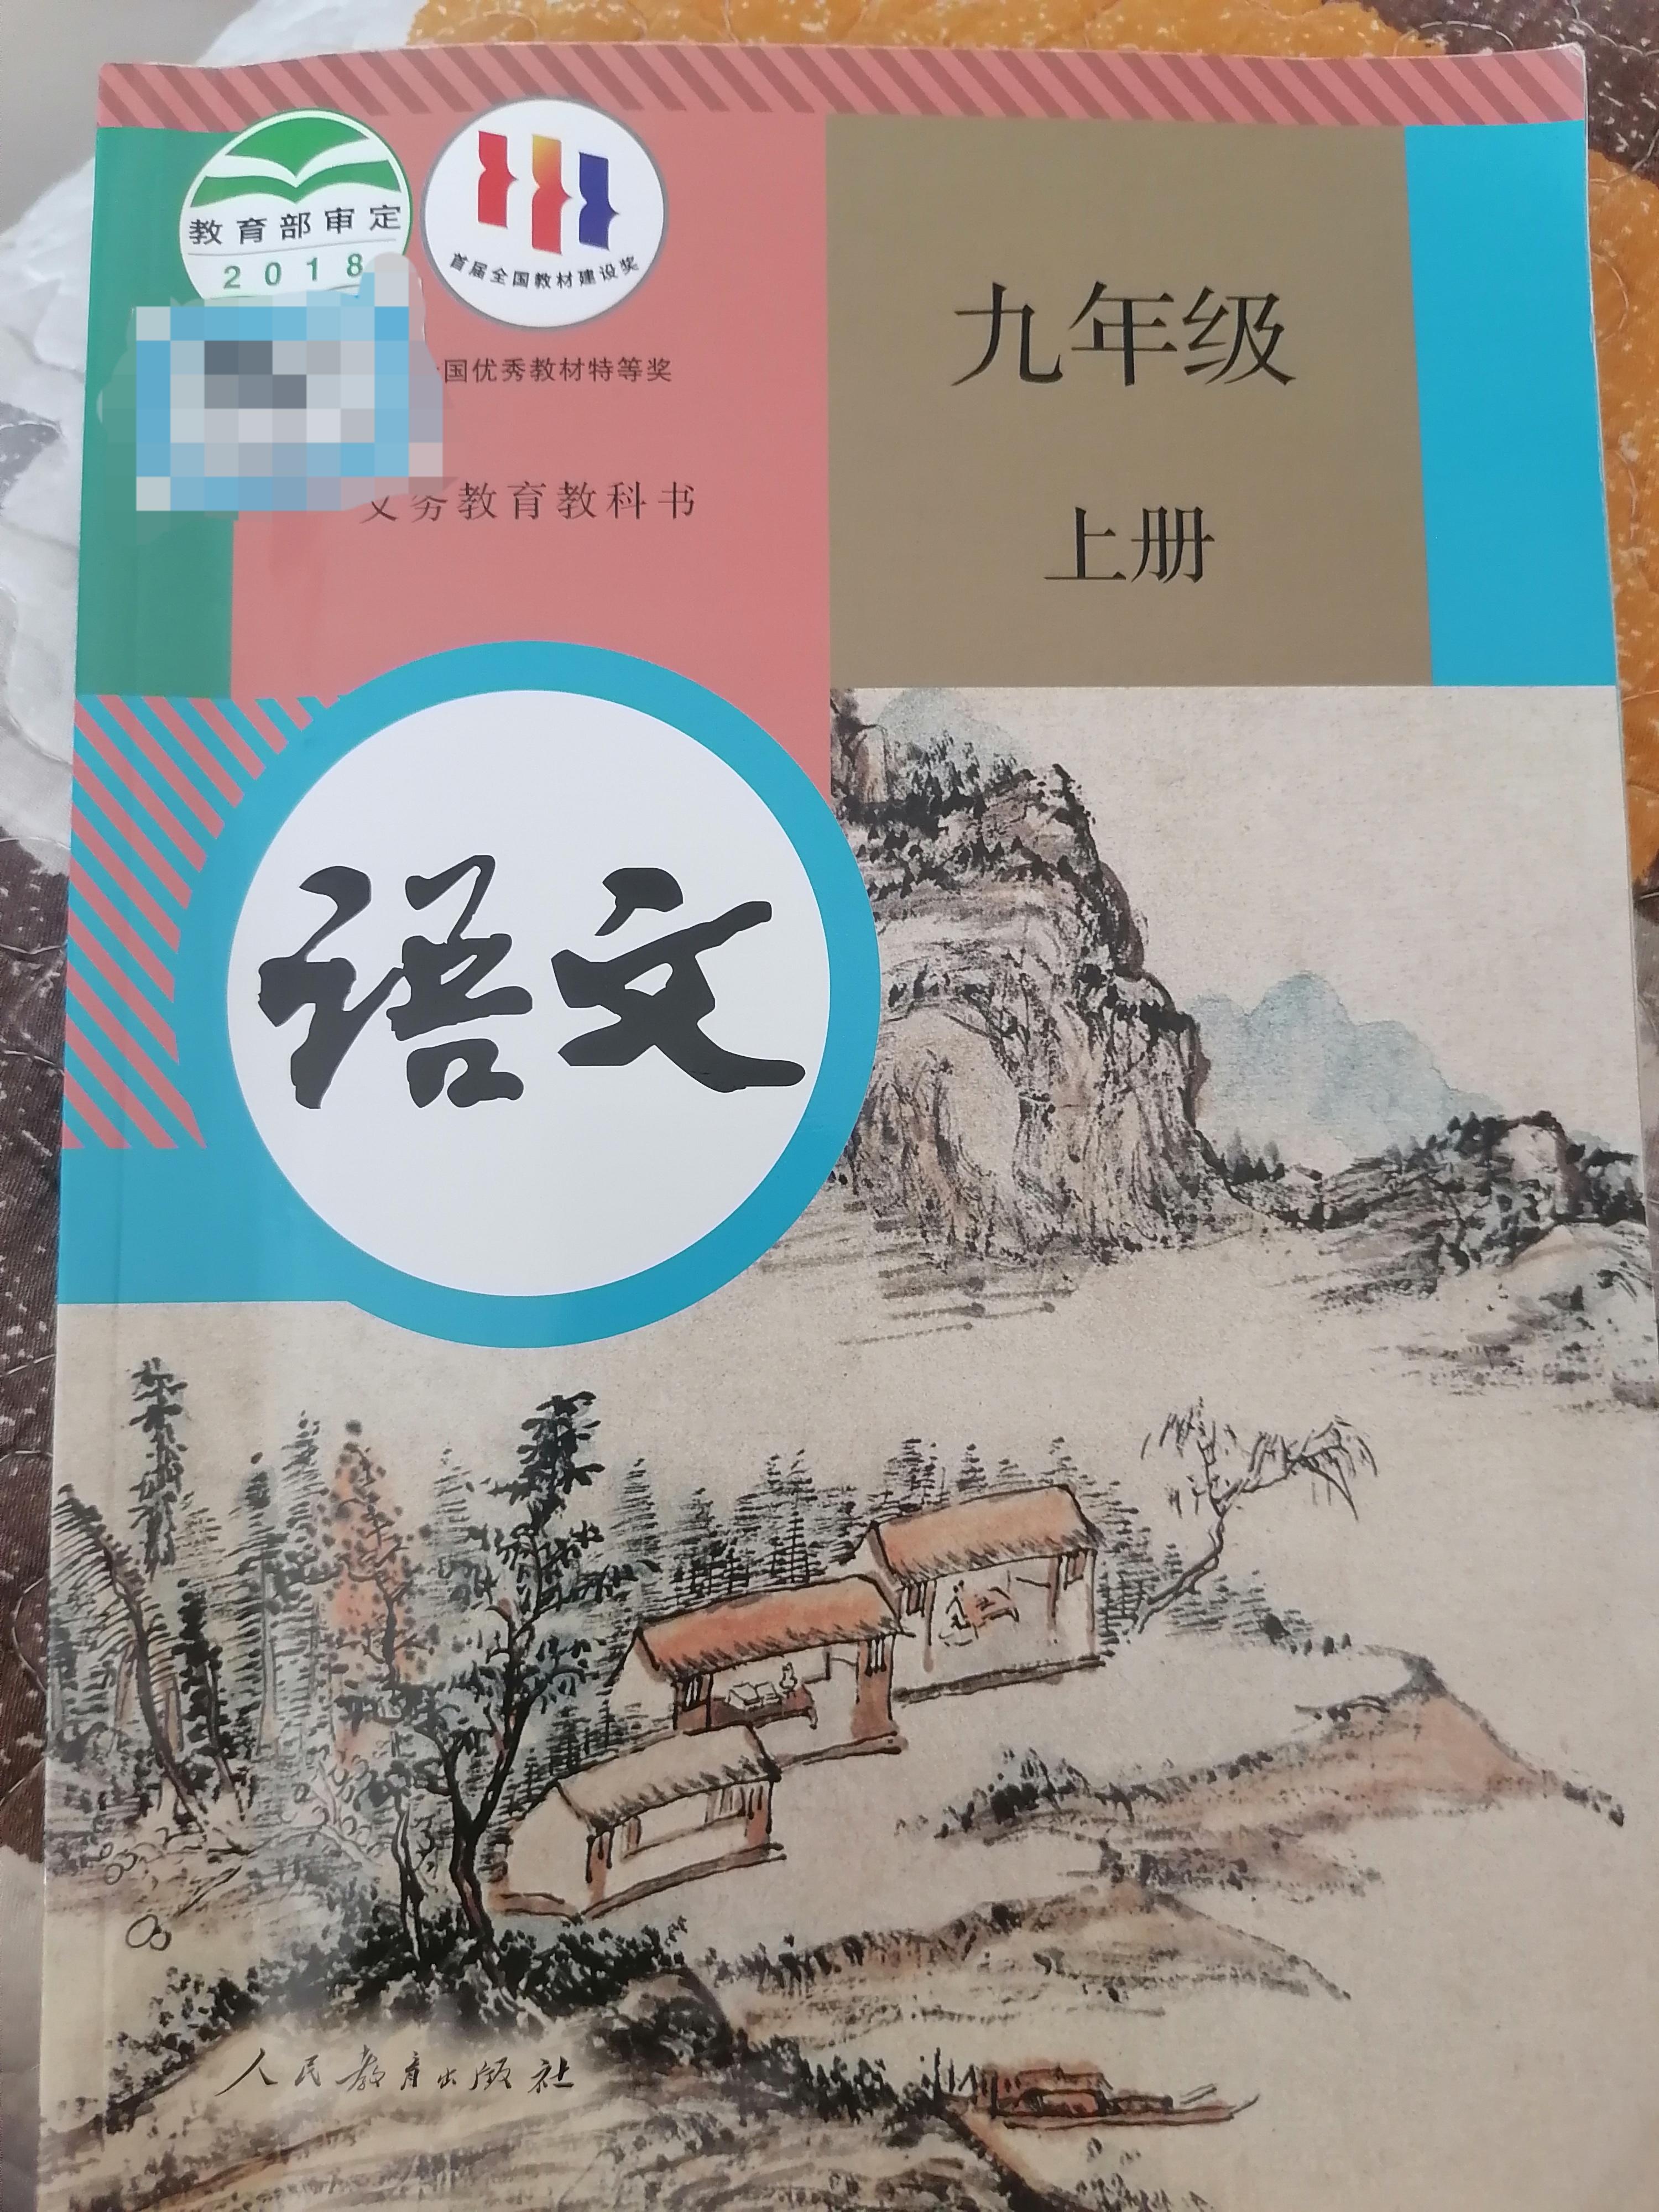 教育部审定
2018
首届全国教材建设奖
国优秀教材特等奖
义务教育教科书
九年级
上册
语文
人民教育出版社